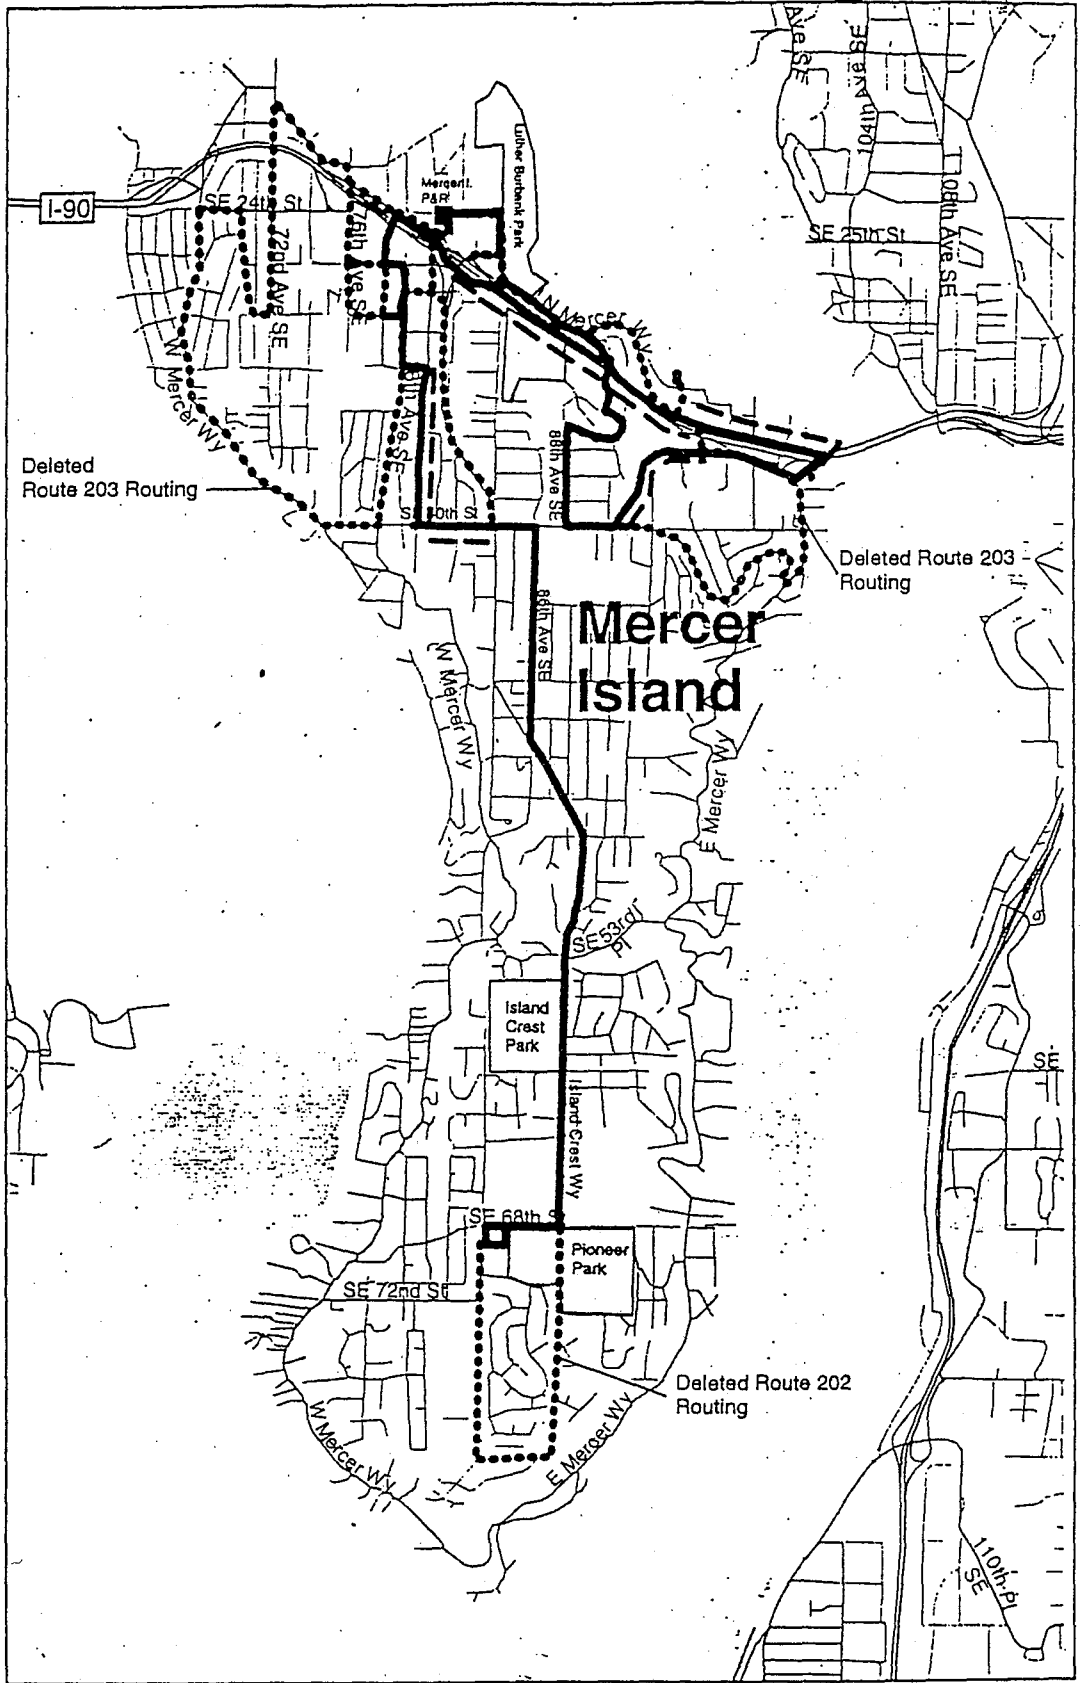 Ave SE
104th Ave SE
108th Ave SE
SE 25th St
Luther Burbank Park
Mercer I.
P&R
I-90
SE 24th St
72nd Ave SE
76th Ave SE
N Mercer Wy
W Mercer Wy
88th Ave SE
Deleted
Route 203 Routing
Deleted Route 203
Routing
86th Ave SE
Mercer
Island
W Mercer Wy
E Mercer Wy
SE 53rd
Pl
Island
Crest
Park
SE
Island Crest Wy
SE 68th S
Pioneer
Park
SE 72nd St
Deleted Route 202
Routing
W Mercer Wy
E Mercer Wy
110th Pl
SE